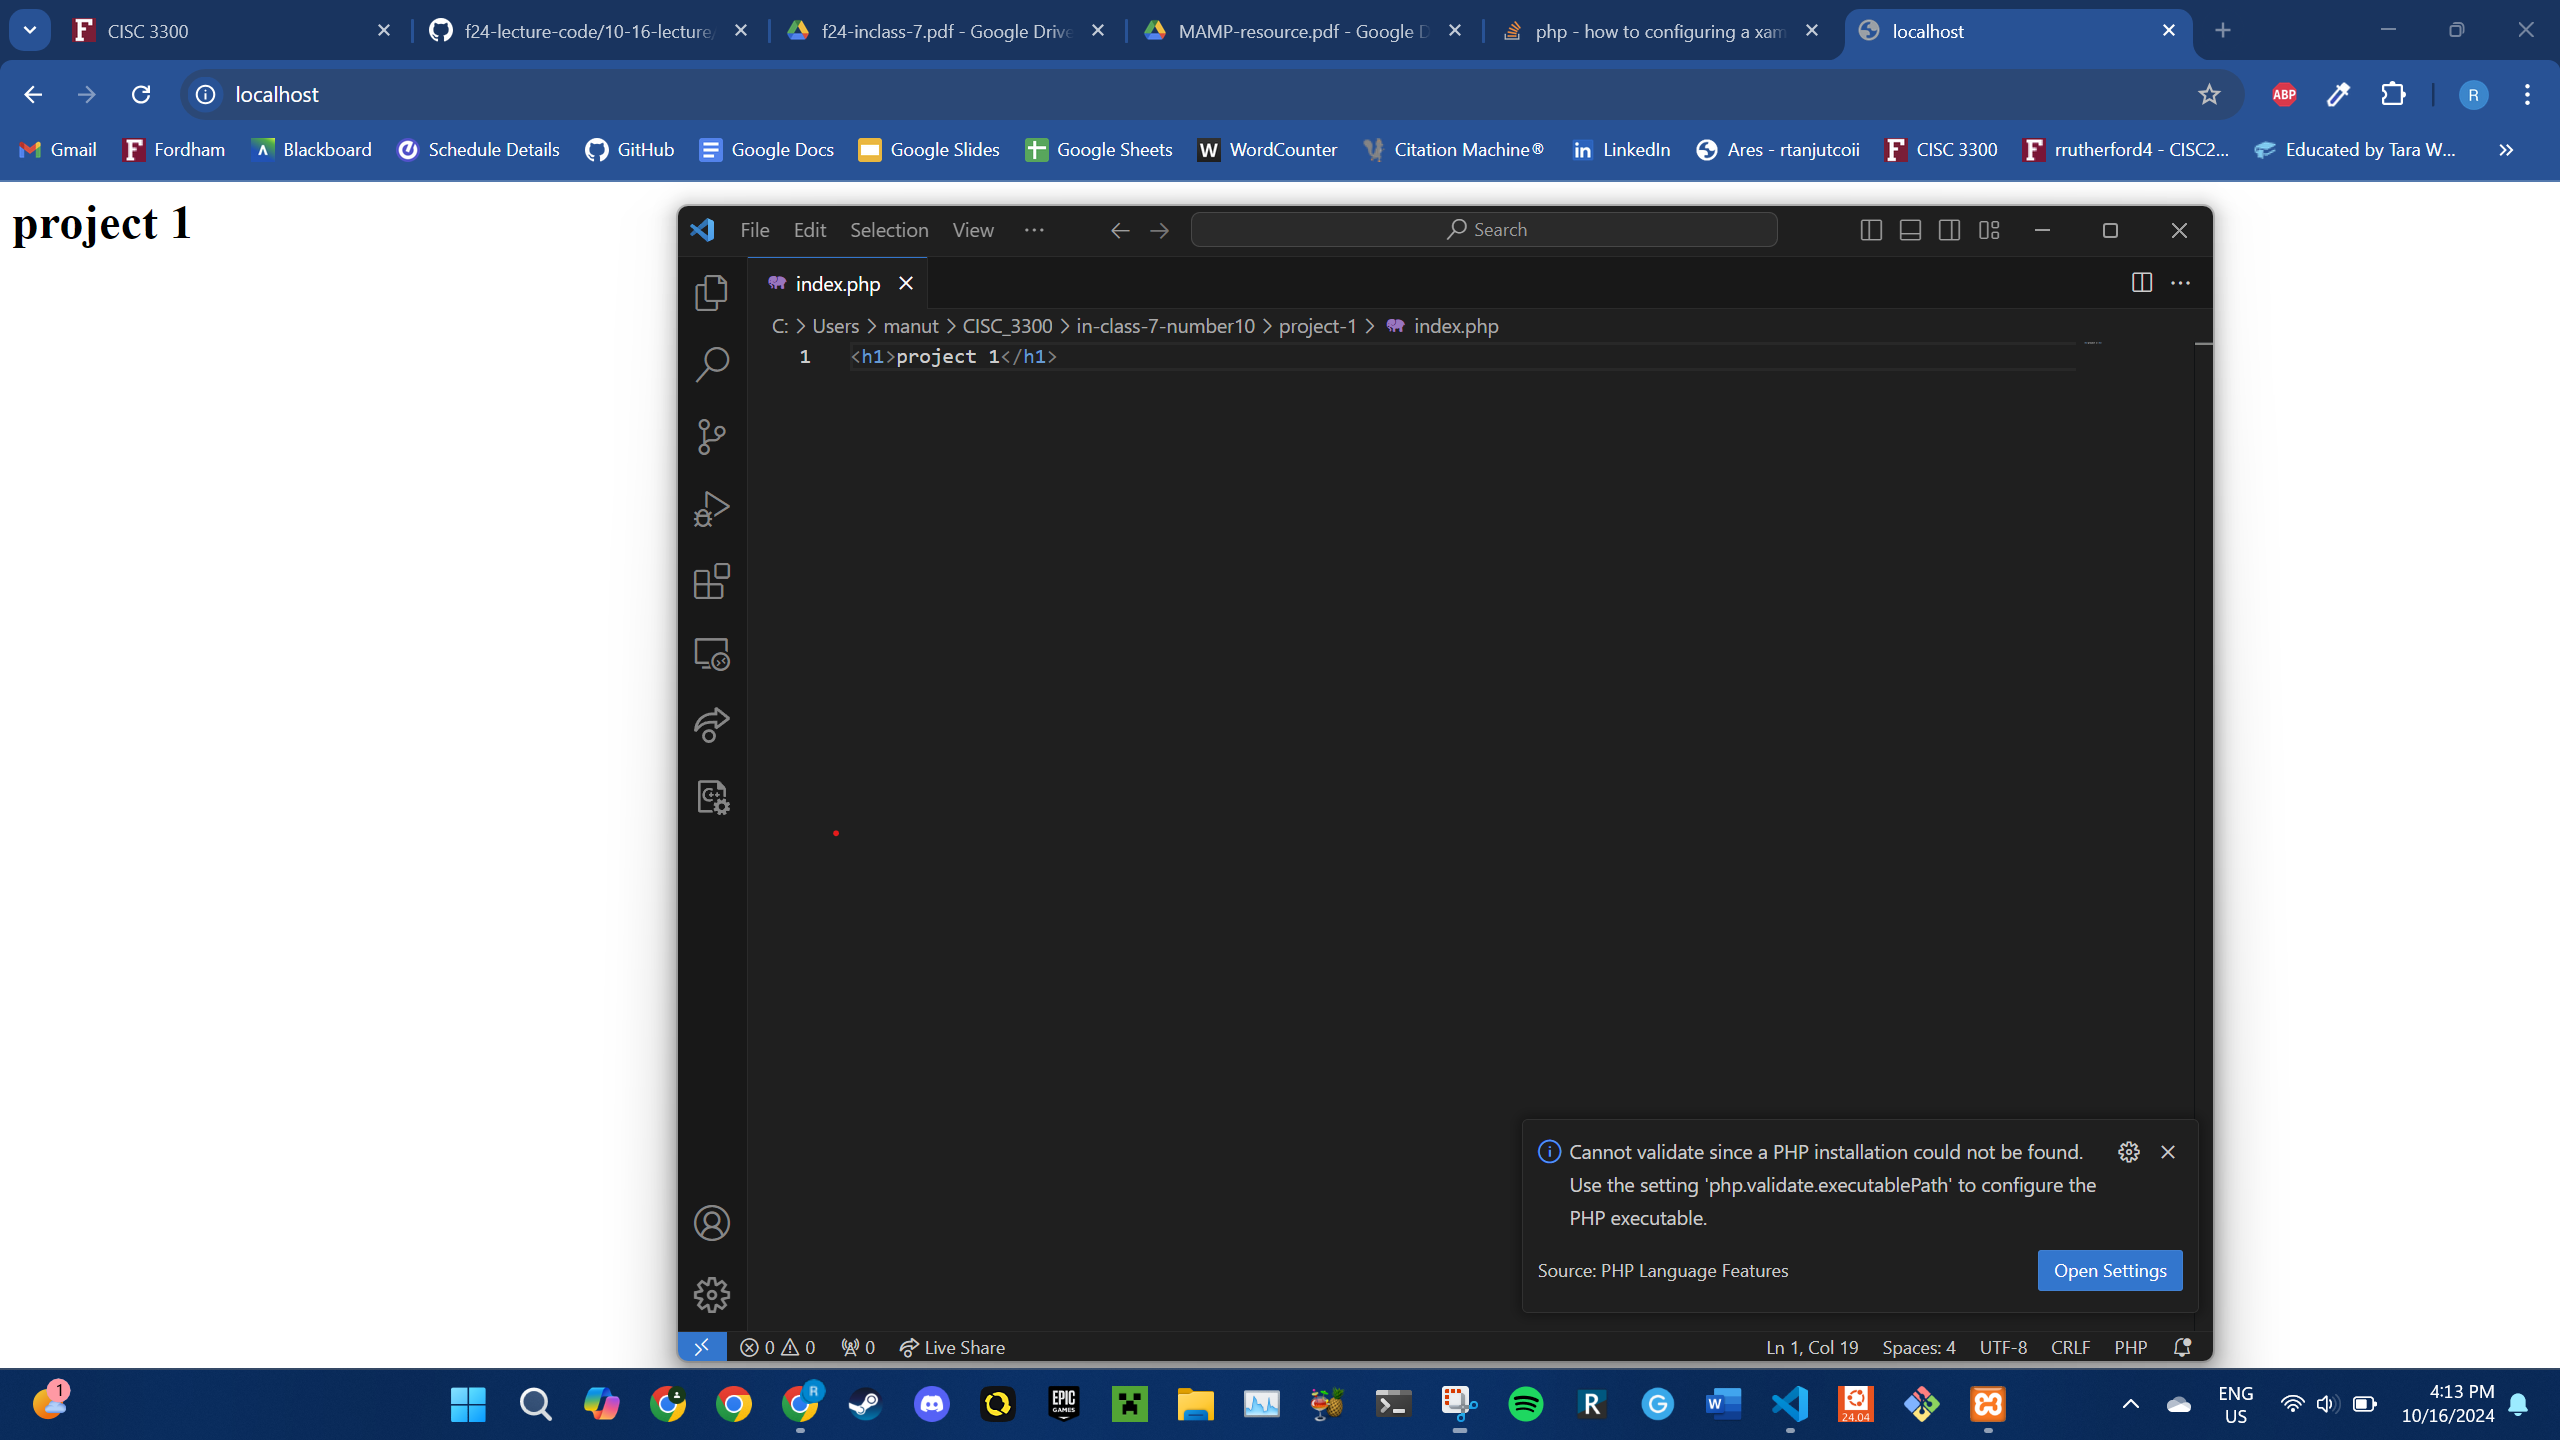 CISC 3300
f24-lecture-code/10-16-lecture/
f24-inclass-7.pdf - Google Drive
MAMP-resource.pdf - Google D
php - how to configuring a xam
localhost
localhost
ABP
R
Gmail
Fordham
Blackboard
Schedule Details
GitHub
Google Docs
Google Slides
Google Sheets
WordCounter
Citation Machine®
LinkedIn
Ares - rtanjutcoii
CISC 3300
rrutherford4 - CISC2...
Educated by Tara W...
project 1
File Edit Selection View ...
Search
index.php
C: > Users > manut > CISC_3300 > in-class-7-number10 > project-1 > index.php
1 <h1>project 1</h1>
Cannot validate since a PHP installation could not be found.
Use the setting 'php.validate.executablePath' to configure the
PHP executable.
Source: PHP Language Features
Open Settings
0 0 0 Live Share
Ln 1, Col 19 Spaces: 4 UTF-8 CRLF PHP
1
R
EPIC
GAMES
R
G
W
24.04
ENG
US
4:13 PM
10/16/2024